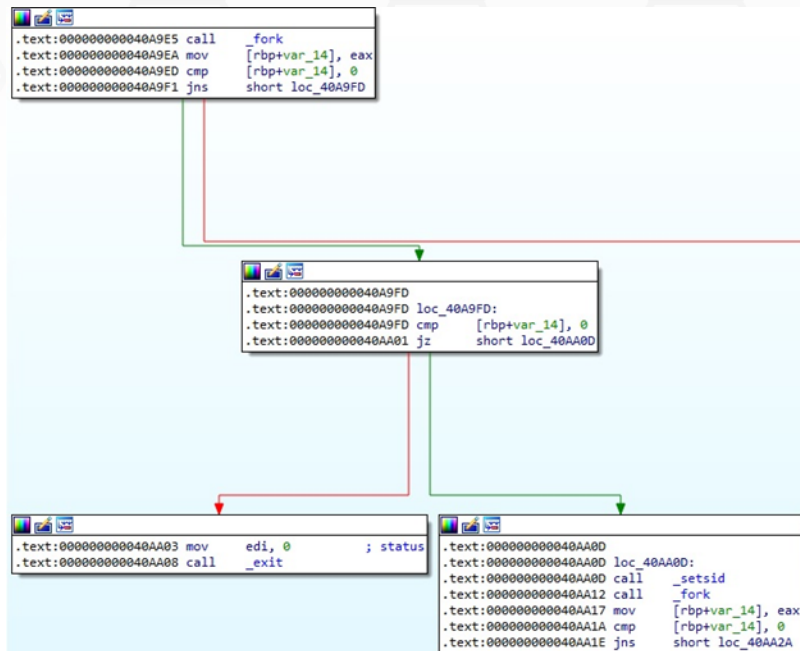 .text:000000000040A9E5 call _fork
.text:000000000040A9EA mov [rbp+var_14], eax
.text:000000000040A9ED cmp [rbp+var_14], 0
.text:000000000040A9F1 jns short loc_40A9FD
.text:000000000040A9FD
.text:000000000040A9FD loc_40A9FD:
.text:000000000040A9FD cmp [rbp+var_14], 0
.text:000000000040AA01 jz short loc_40AA0D
.text:000000000040AA03 mov edi, 0 ; status
.text:000000000040AA08 call _exit
.text:000000000040AA0D
.text:000000000040AA0D loc_40AA0D:
.text:000000000040AA0D call _setsid
.text:000000000040AA12 call _fork
.text:000000000040AA17 mov [rbp+var_14], eax
.text:000000000040AA1A cmp [rbp+var_14], 0
.text:000000000040AA1E jns short loc_40AA2A